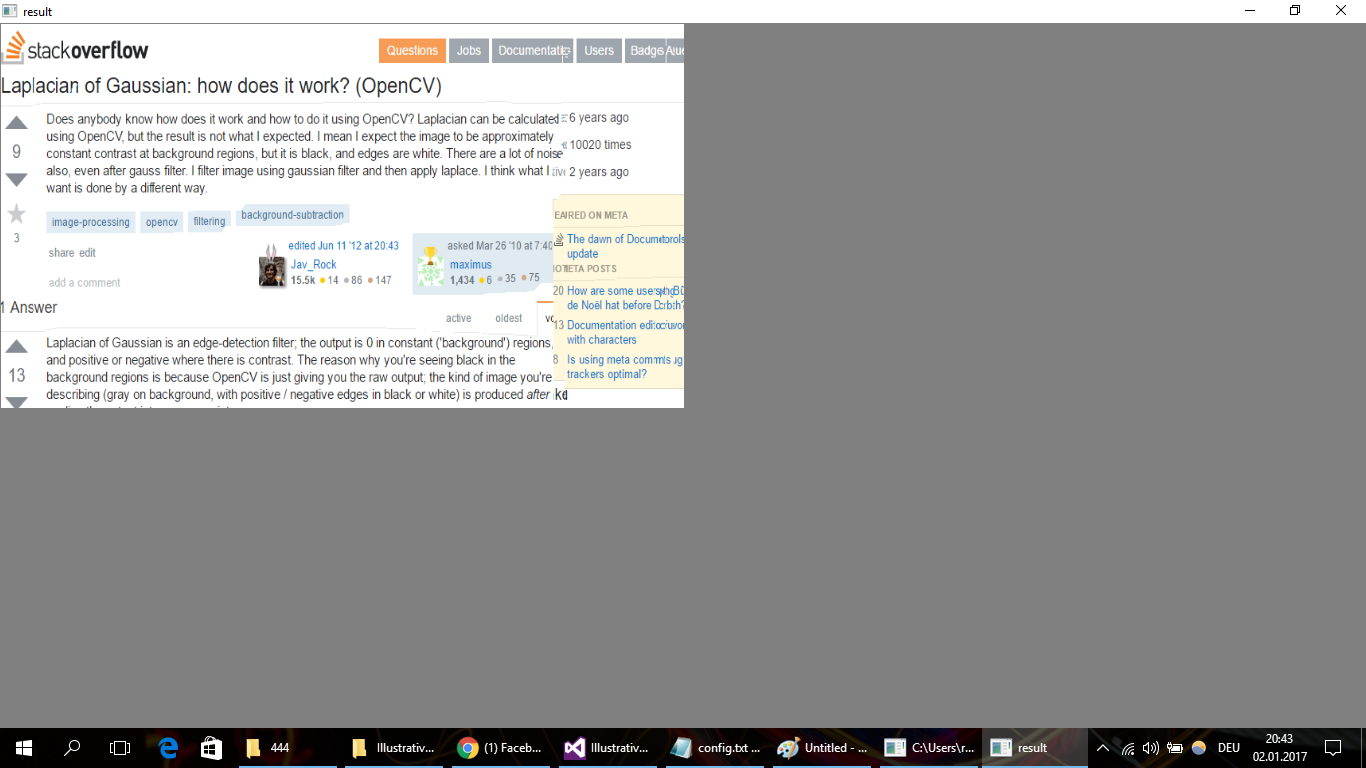 result
stackoverflow
Questions Jobs Users
Laplacian of Gaussian: how does it work? (OpenCV)
Does anybody know how does it work and how to do it using OpenCV? Laplacian can be calculated
using OpenCV, but the result is not what I expected. I mean I expect the image to be approximately
constant contrast at background regions, but it is black, and edges are white. There are a lot of noise
also, even after gauss filter. I filter image using gaussian filter and then apply laplace. I think what I
want is done by a different way.
9
3
6 years ago
10020 times
2 years ago
image-processing opencv filtering background-subtraction
share edit
edited Jun 11 '12 at 20:43
Jav_Rock
15.5k 14 86 147
asked Mar 26 '10 at 7:40
maximus
1,434 6 35 75
add a comment
ON META
The dawn of
update
META POSTS
20 How are some
de Noël hat before
13 Documentation
with characters
8 Is using meta
trackers optimal?
1 Answer
active oldest vo
13
Laplacian of Gaussian is an edge-detection filter; the output is 0 in constant ('background') regions,
and positive or negative where there is contrast. The reason why you're seeing black in the
background regions is because OpenCV is just giving you the raw output; the kind of image you're
describing (gray on background, with positive / negative edges in black or white) is produced after
444
Illustrativ...
(1) Faceb...
Illustrativ...
config.txt ...
Untitled - ...
C:\Users\r...
result
DEU
20:43
02.01.2017